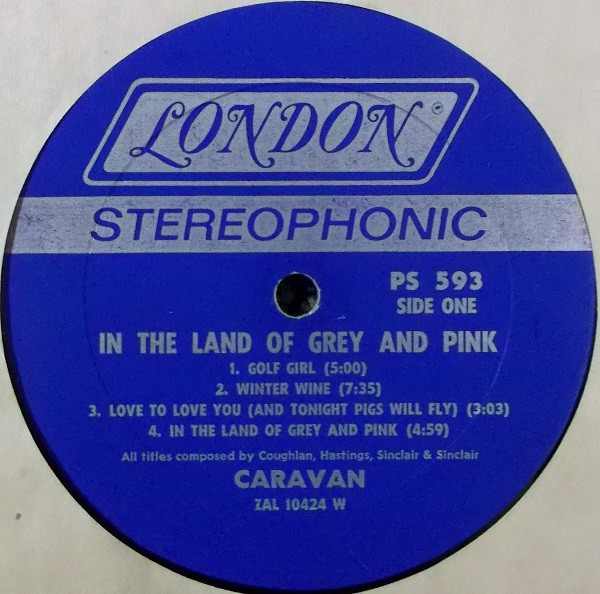 LONDON®
STEREOPHONIC
PS 593
SIDE ONE
IN THE LAND OF GREY AND PINK
1. GOLF GIRL (5:00)
2. WINTER WINE (7:35)
3. LOVE TO LOVE YOU (AND TONIGHT PIGS WILL FLY) (3:03)
4. IN THE LAND OF GREY AND PINK (4:59)
All titles composed by Coughlan, Hastings, Sinclair & Sinclair
CARAVAN
ZAL 10424 W